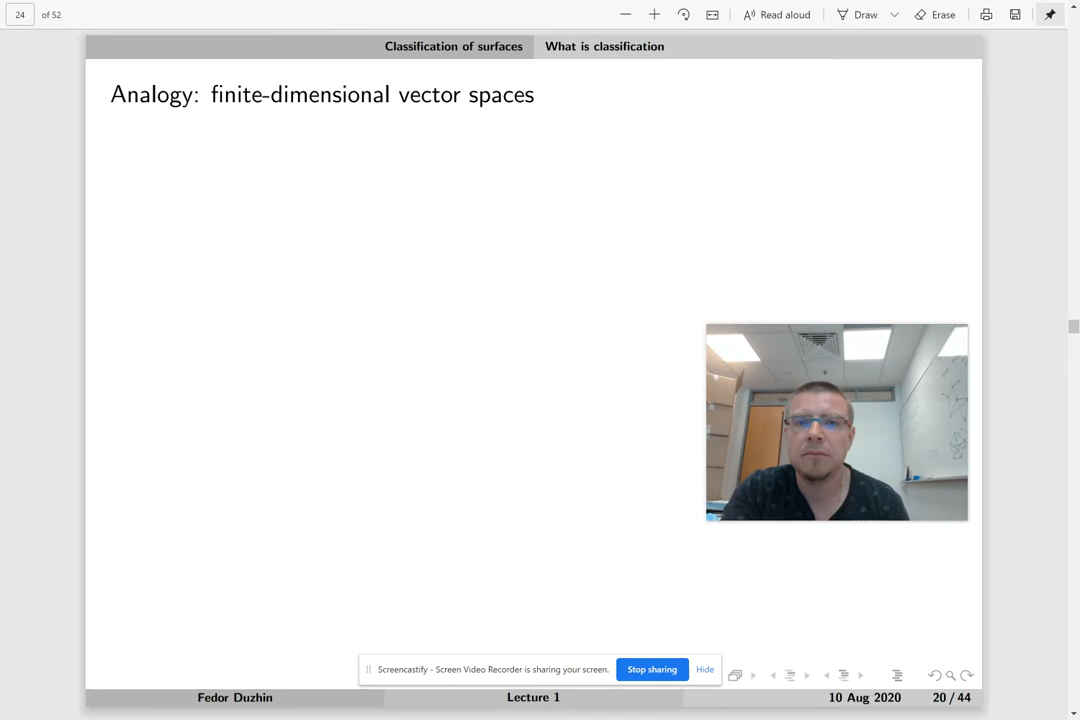 24 of 52 Read aloud Draw Erase
Classification of surfaces What is classification
Analogy: finite-dimensional vector spaces
Screencastify - Screen Video Recorder is sharing your screen. Stop sharing Hide
Fedor Duzhin Lecture 1 10 Aug 2020 20 / 44